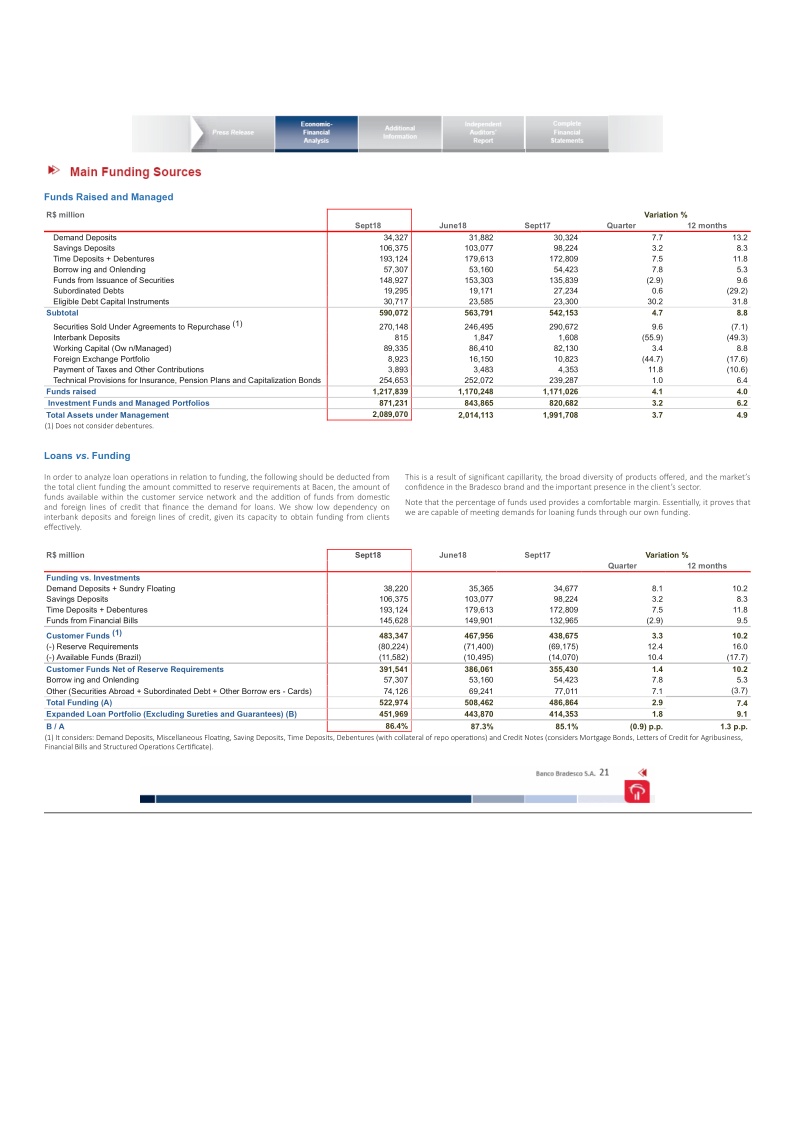 Press Release
Economic-
Financial
Analysis
Additional
Information
Independent
Auditors'
Report
Complete
Financial
Statements
Main Funding Sources
Funds Raised and Managed
R$ million Variation %
Sept18 June18 Sept17 Quarter 12 months
Demand Deposits 34,327 31,882 30,324 7.7 13.2
Savings Deposits 106,375 103,077 98,224 3.2 8.3
Time Deposits + Debentures 193,124 179,613 172,809 7.5 11.8
Borrow ing and Onlending 57,307 53,160 54,423 7.8 5.3
Funds from Issuance of Securities 148,927 153,303 135,839 (2.9) 9.6
Subordinated Debts 19,295 19,171 27,234 0.6 (29.2)
Eligible Debt Capital Instruments 30,717 23,585 23,300 30.2 31.8
Subtotal 590,072 563,791 542,153 4.7 8.8
Securities Sold Under Agreements to Repurchase (1) 270,148 246,495 290,672 9.6 (7.1)
Interbank Deposits 815 1,847 1,608 (55.9) (49.3)
Working Capital (Ow n/Managed) 89,335 86,410 82,130 3.4 8.8
Foreign Exchange Portfolio 8,923 16,150 10,823 (44.7) (17.6)
Payment of Taxes and Other Contributions 3,893 3,483 4,353 11.8 (10.6)
Technical Provisions for Insurance, Pension Plans and Capitalization Bonds 254,653 252,072 239,287 1.0 6.4
Funds raised 1,217,839 1,170,248 1,171,026 4.1 4.0
Investment Funds and Managed Portfolios 871,231 843,865 820,682 3.2 6.2
Total Assets under Management 2,089,070 2,014,113 1,991,708 3.7 4.9
(1) Does not consider debentures.
Loans vs. Funding
In order to analyze loan operations in relation to funding, the following should be deducted from
the total client funding the amount committed to reserve requirements at Bacen, the amount of
funds available within the customer service network and the addition of funds from domestic
and foreign lines of credit that finance the demand for loans. We show low dependency on
interbank deposits and foreign lines of credit, given its capacity to obtain funding from clients
effectively.
This is a result of significant capillarity, the broad diversity of products offered, and the market's
confidence in the Bradesco brand and the important presence in the client's sector.
Note that the percentage of funds used provides a comfortable margin. Essentially, it proves that
we are capable of meeting demands for loaning funds through our own funding.
R$ million Sept18 June18 Sept17 Variation %
Quarter 12 months
Funding vs. Investments
Demand Deposits + Sundry Floating 38,220 35,365 34,677 8.1 10.2
Savings Deposits 106,375 103,077 98,224 3.2 8.3
Time Deposits + Debentures 193,124 179,613 172,809 7.5 11.8
Funds from Financial Bills 145,628 149,901 132,965 (2.9) 9.5
Customer Funds (1) 483,347 467,956 438,675 3.3 10.2
(-) Reserve Requirements (80,224) (71,400) (69,175) 12.4 16.0
(-) Available Funds (Brazil) (11,582) (10,495) (14,070) 10.4 (17.7)
Customer Funds Net of Reserve Requirements 391,541 386,061 355,430 1.4 10.2
Borrow ing and Onlending 57,307 53,160 54,423 7.8 5.3
Other (Securities Abroad + Subordinated Debt + Other Borrow ers - Cards) 74,126 69,241 77,011 7.1 (3.7)
Total Funding (A) 522,974 508,462 486,864 2.9 7.4
Expanded Loan Portfolio (Excluding Sureties and Guarantees) (B) 451,969 443,870 414,353 1.8 9.1
B / A 86.4% 87.3% 85.1% (0.9) p.p. 1.3 p.p.
(1) It considers: Demand Deposits, Miscellaneous Floating, Saving Deposits, Time Deposits, Debentures (with collateral of repo operations) and Credit Notes (considers Mortgage Bonds, Letters of Credit for Agribusiness,
Financial Bills and Structured Operations Certificate).
Banco Bradesco S.A. 21